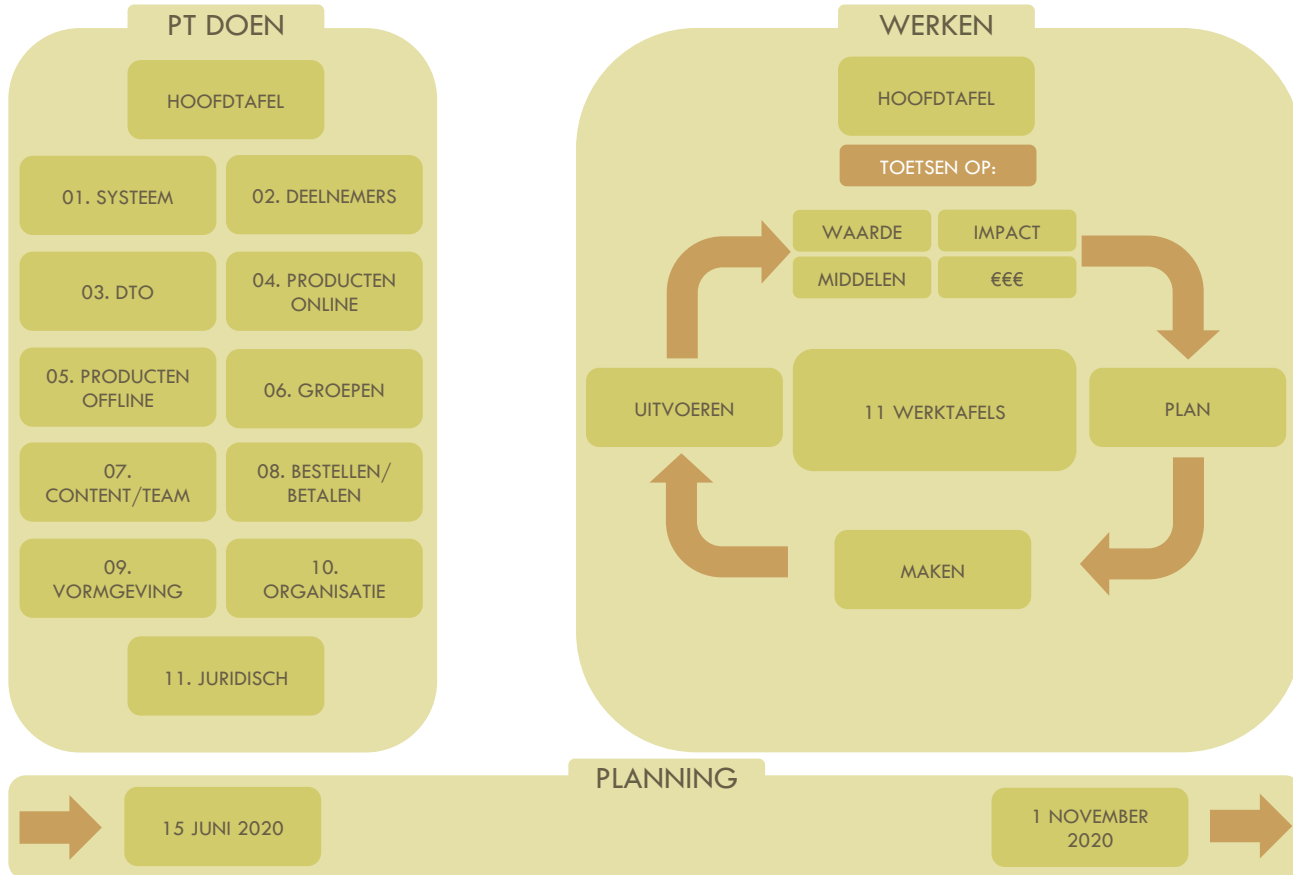 PT DOEN
HOOFDTAFEL
01. SYSTEEM
02. DEELNEMERS
03. DTO
04. PRODUCTEN
ONLINE
05. PRODUCTEN
OFFLINE
06. GROEPEN
07.
CONTENT/TEAM
08. BESTELLEN/
BETALEN
09.
VORMGEVING
10.
ORGANISATIE
11. JURIDISCH
WERKEN
HOOFDTAFEL
TOETSEN OP:
WAARDE
IMPACT
MIDDELEN
€€€
UITVOEREN
11 WERKTAFELS
PLAN
MAKEN
PLANNING
15 JUNI 2020
1 NOVEMBER
2020